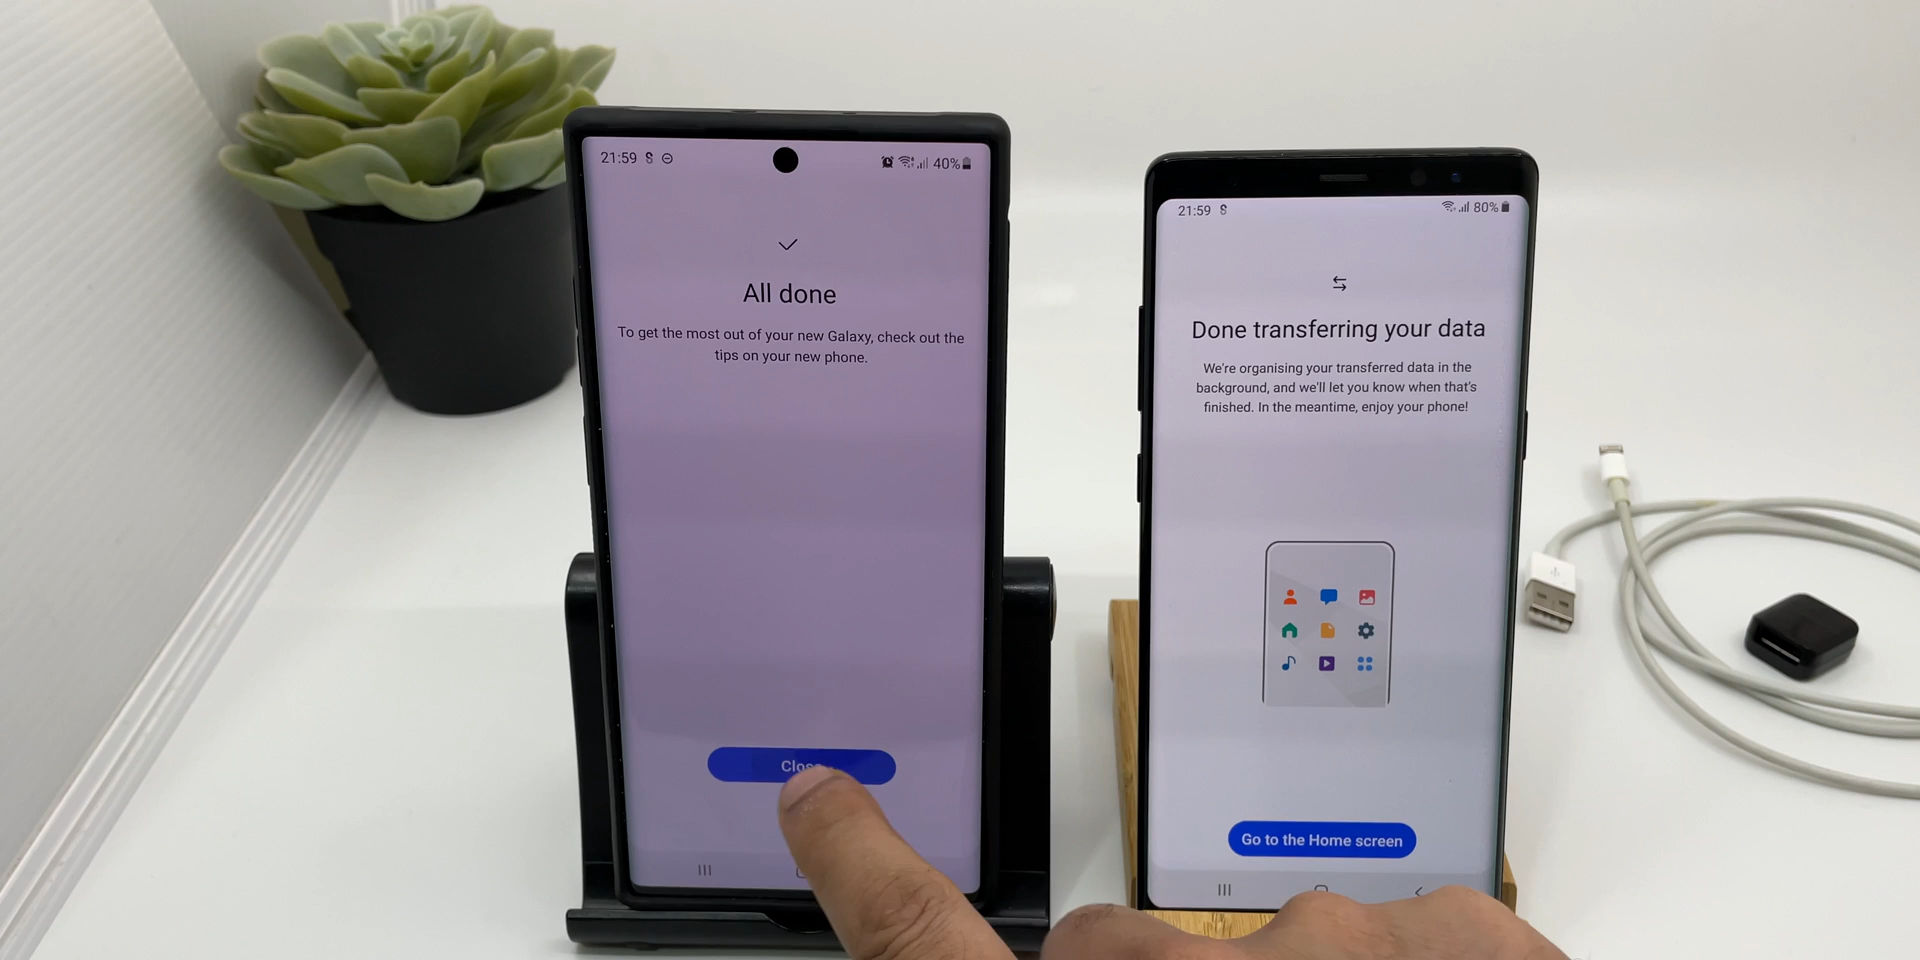 21:59
40%
All done
To get the most out of your new Galaxy, check out the
tips on your new phone.
Close
21:59
80%
Done transferring your data
We're organising your transferred data in the
background, and we'll let you know when that's
finished. In the meantime, enjoy your phone!
Go to the Home screen